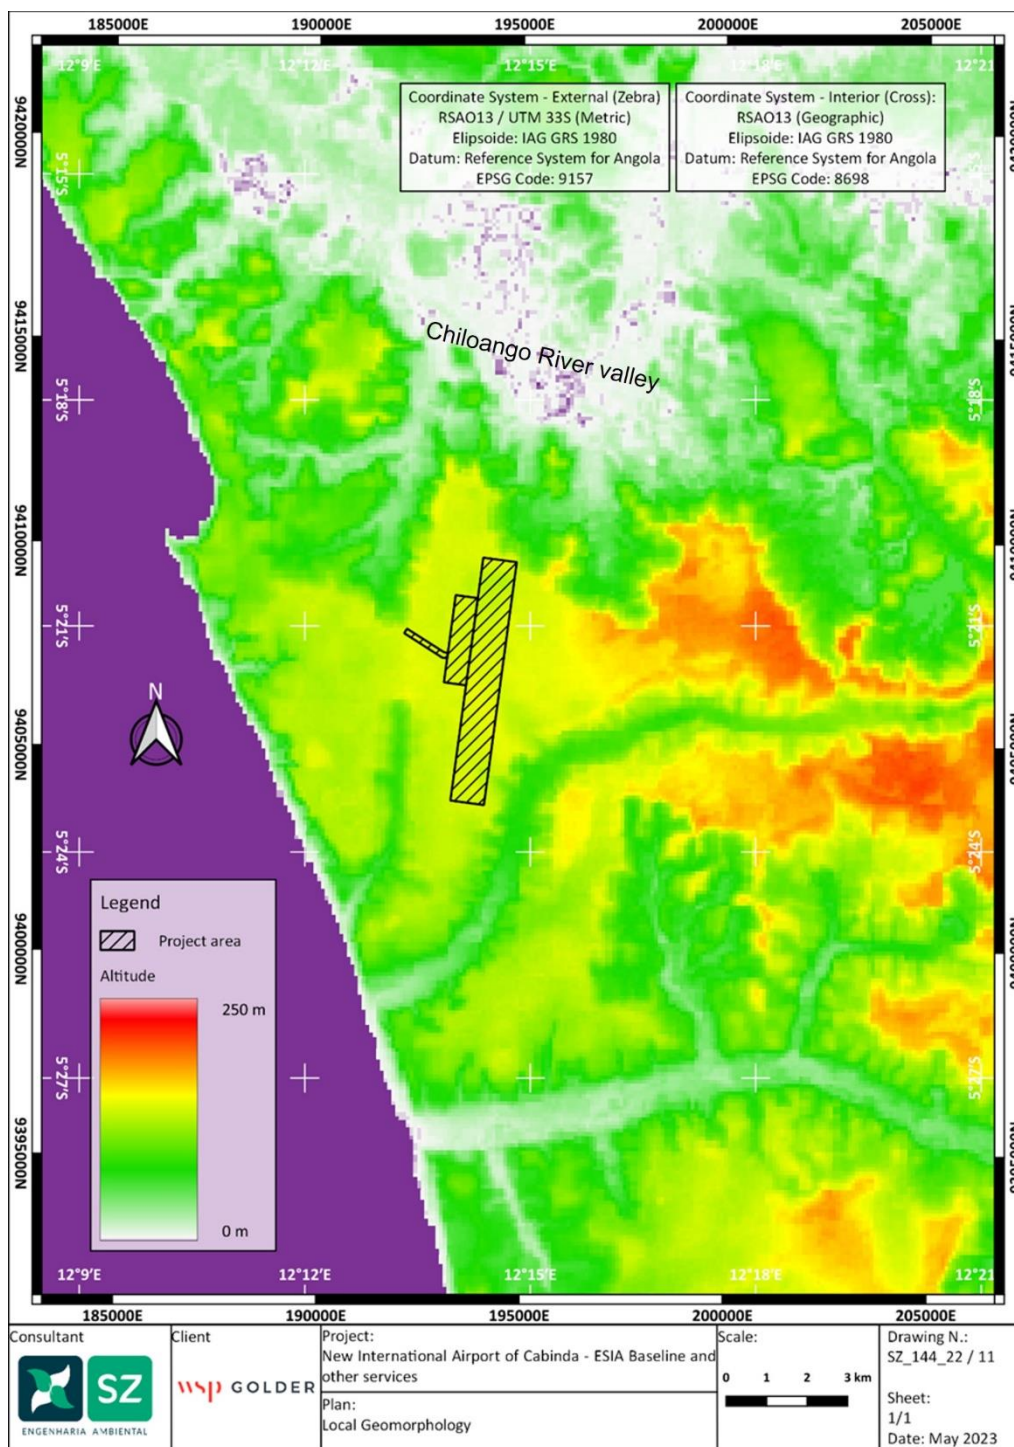 185000E 190000E 195000E 200000E 205000E
12°9'E 12°12'E 12°15'E 12°18'E 12°21
Coordinate System - External (Zebra)
RSAO13 / UTM 33S (Metric)
Elipsoide: IAG GRS 1980
Datum: Reference System for Angola
EPSG Code: 9157
Coordinate System - Interior (Cross):
RSAO13 (Geographic)
Elipsoide: IAG GRS 1980
Datum: Reference System for Angola
EPSG Code: 8698
9420000N
5°15'S
9415000N
Chiloango River valley
5°18'S 5°18'S
9410000N 9410000N
5°21'S 5°21'S
N
9405000N 9405000N
5°24'S 5°24'S
Legend
Project area
Altitude
250 m
0 m
9400000N 9400000N
5°27'S
9395000N
12°9'E 12°12'E 12°15'E 12°18'E 12°21
185000E 190000E 195000E 200000E 205000E
Consultant
SZ
ENGENHARIA AMBIENTAL
Client
wsp GOLDER
Project:
New International Airport of Cabinda - ESIA Baseline and
other services
Plan:
Local Geomorphology
Scale:
0 1 2 3 km
Drawing N.:
SZ_144_22 / 11
Sheet:
1/1
Date: May 2023